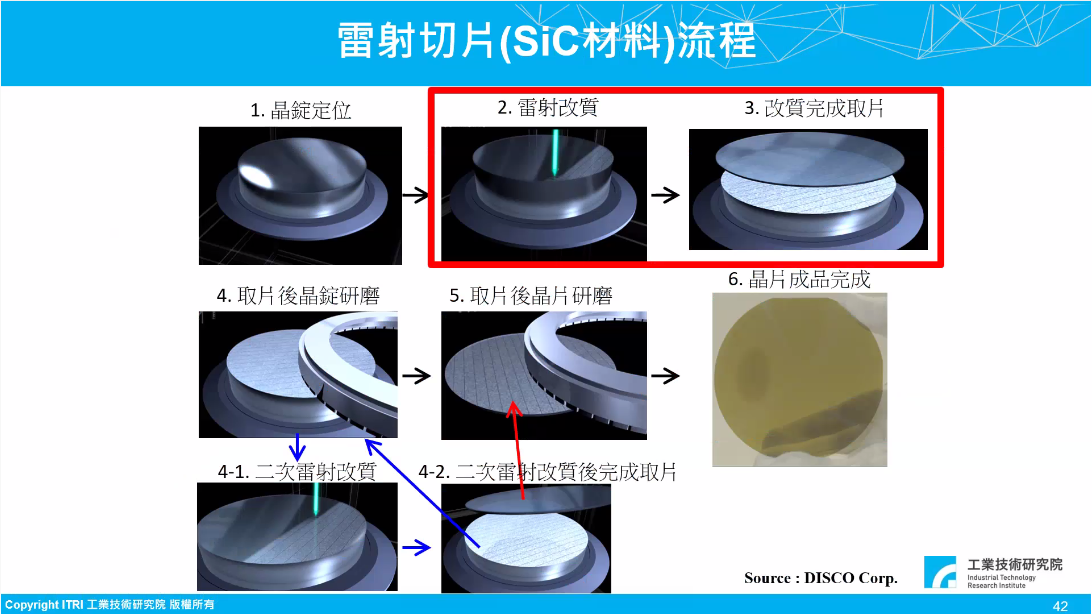 雷射切片(SiC材料)流程
1. 晶錠定位
2. 雷射改質
3. 改質完成取片
4. 取片後晶錠研磨
5. 取片後晶片研磨
6. 晶片成品完成
4-1. 二次雷射改質
4-2. 二次雷射改質後完成取片
Source : DISCO Corp.
工業技術研究院
Industrial Technology
Research Institute
Copyright ITRI 工業技術研究院 版權所有
42